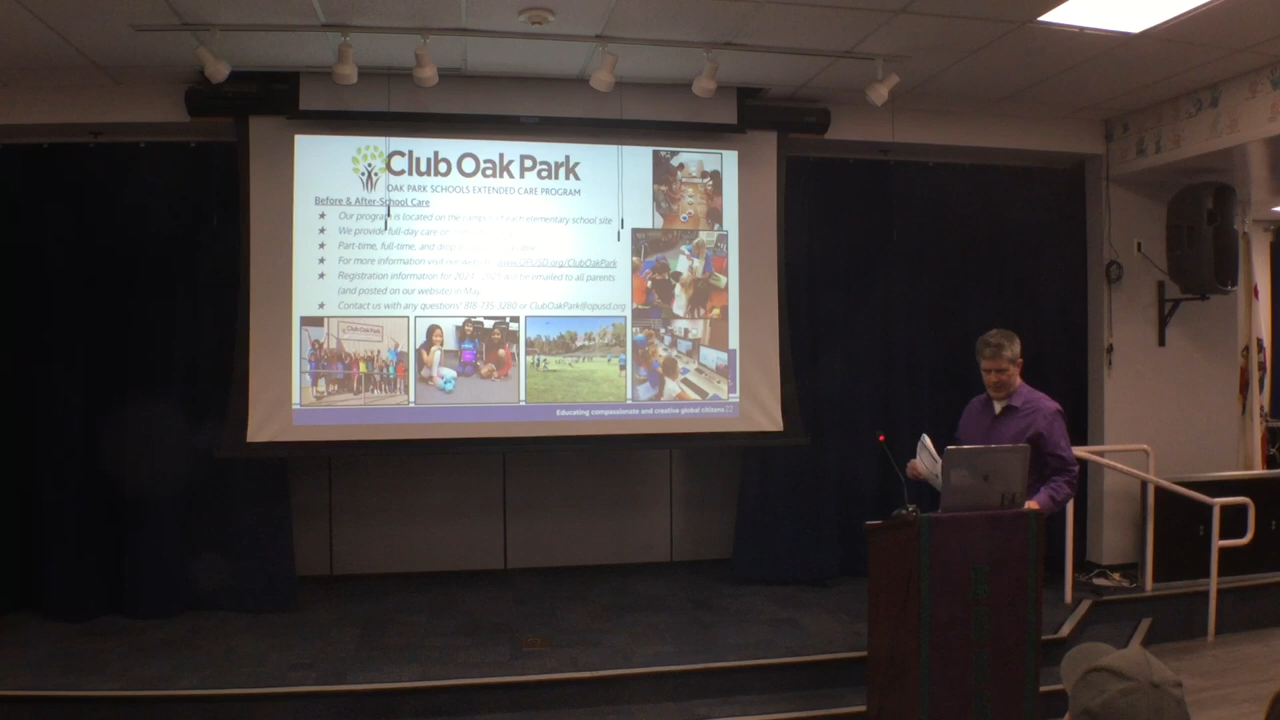 Club Oak Park
OAK PARK SCHOOLS EXTENDED CARE PROGRAM
Before & After-School Care
★ Our program is located on the campus of each elementary school site
★ We provide full-day care on
★ Part-time, full-time, and drop
★ For more information visit our www.OPUSD.org/ClubOakPark
★ Registration information for 2024 2025 will be emailed to all parents
(and posted on our website in May
★ Contact us with any questions! 818-735-3280 or ClubOakPark@opusd.org
Club Oak Park
Educating compassionate and creative global citizens 22